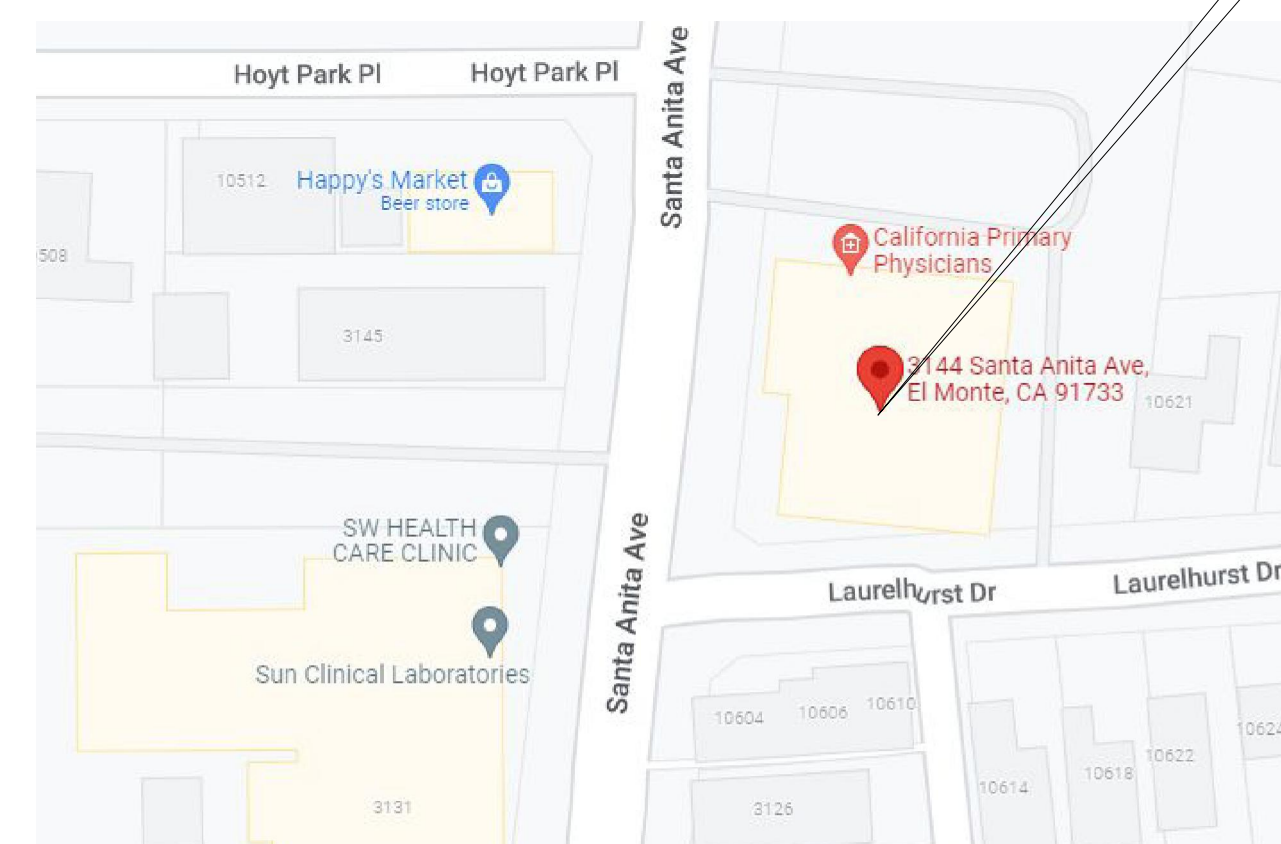 Hoyt Park Pl
Hoyt Park Pl
Santa Anita Ave
10512
Happy's Market
Beer store
508
California Primary
Physicians
3145
3144 Santa Anita Ave,
El Monte, CA 91733
10621
SW HEALTH
CARE CLINIC
Santa Anita Ave
Laurelhurst Dr
Laurelhurst Dr
Sun Clinical Laboratories
10604
10606
10610
10614
10618
10622
10624
3131
3126